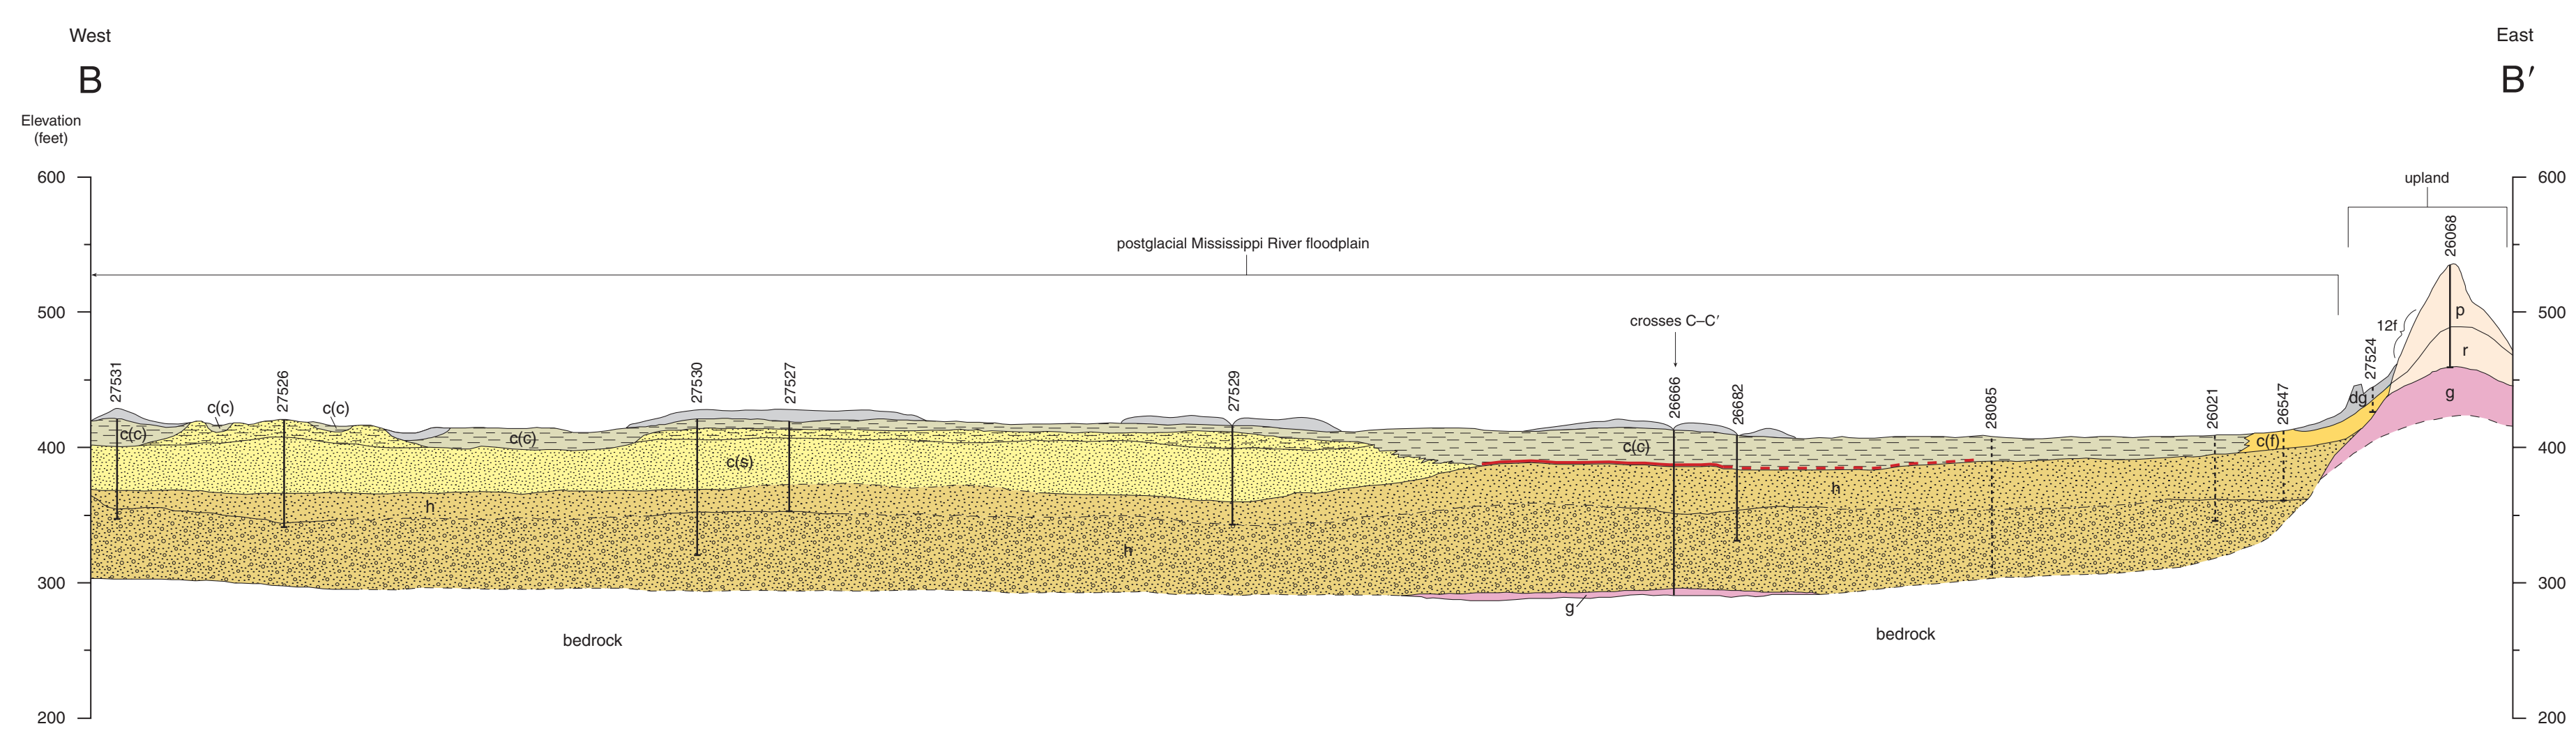 West
East
B
B′
Elevation
(feet)
600
600
upland
26068
postglacial Mississippi River floodplain
500
500
p
crosses C–C′
12f
27524
r
27531
c(c)
27526
c(c)
27530
27527
27529
26666
26682
28085
26021
26547
dg
g
400
400
c(c)
c(c)
c(s)
c(c)
c(f)
h
h
h
300
300
g
bedrock
bedrock
200
200